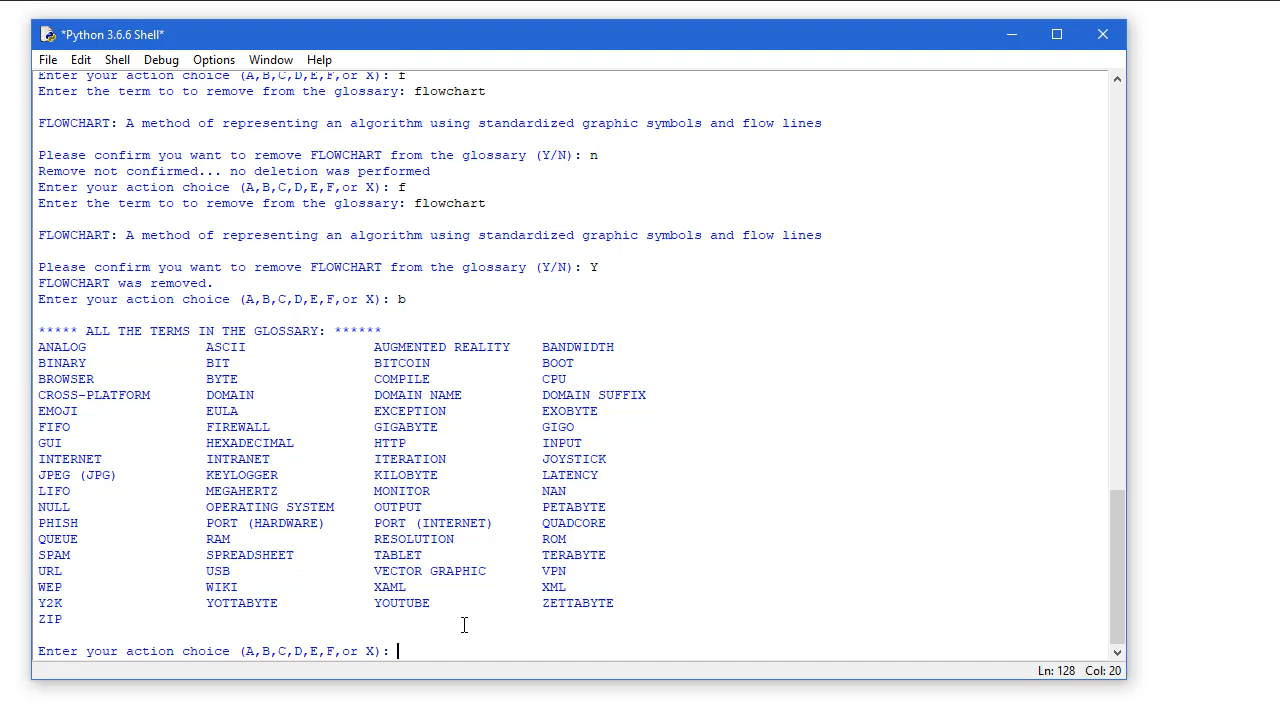 *Python 3.6.6 Shell*
File Edit Shell Debug Options Window Help
Enter your action choice (A,B,C,D,E,F,or X): f
Enter the term to to remove from the glossary: flowchart
FLOWCHART: A method of representing an algorithm using standardized graphic symbols and flow lines
Please confirm you want to remove FLOWCHART from the glossary (Y/N): n
Remove not confirmed... no deletion was performed
Enter your action choice (A,B,C,D,E,F,or X): f
Enter the term to to remove from the glossary: flowchart
FLOWCHART: A method of representing an algorithm using standardized graphic symbols and flow lines
Please confirm you want to remove FLOWCHART from the glossary (Y/N): Y
FLOWCHART was removed.
Enter your action choice (A,B,C,D,E,F,or X): b
***** ALL THE TERMS IN THE GLOSSARY: ******
ANALOG ASCII AUGMENTED REALITY BANDWIDTH
BINARY BIT BITCOIN BOOT
BROWSER BYTE COMPILE CPU
CROSS-PLATFORM DOMAIN DOMAIN NAME DOMAIN SUFFIX
EMOJI EULA EXCEPTION EXOBYTE
FIFO FIREWALL GIGABYTE GIGO
GUI HEXADECIMAL HTTP INPUT
INTERNET INTRANET ITERATION JOYSTICK
JPEG (JPG) KEYLOGGER KILOBYTE LATENCY
LIFO MEGAHERTZ MONITOR NAN
NULL OPERATING SYSTEM OUTPUT PETABYTE
PHISH PORT (HARDWARE) PORT (INTERNET) QUADCORE
QUEUE RAM RESOLUTION ROM
SPAM SPREADSHEET TABLET TERABYTE
URL USB VECTOR GRAPHIC VPN
WEP WIKI XAML XML
Y2K YOTTABYTE YOUTUBE ZETTABYTE
ZIP
Enter your action choice (A,B,C,D,E,F,or X):
Ln: 128 Col: 20